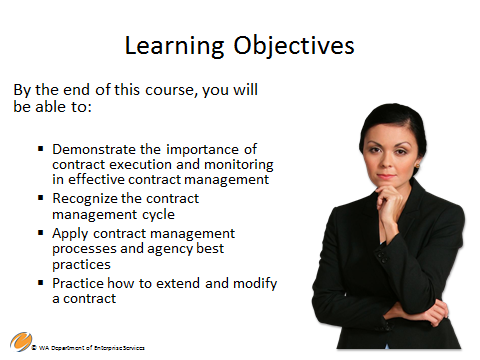 Learning Objectives
By the end of this course, you will
be able to:
▪ Demonstrate the importance of
contract execution and monitoring
in effective contract management
▪ Recognize the contract
management cycle
▪ Apply contract management
processes and agency best
practices
▪ Practice how to extend and modify
a contract
© WA Department of Enterprise Services